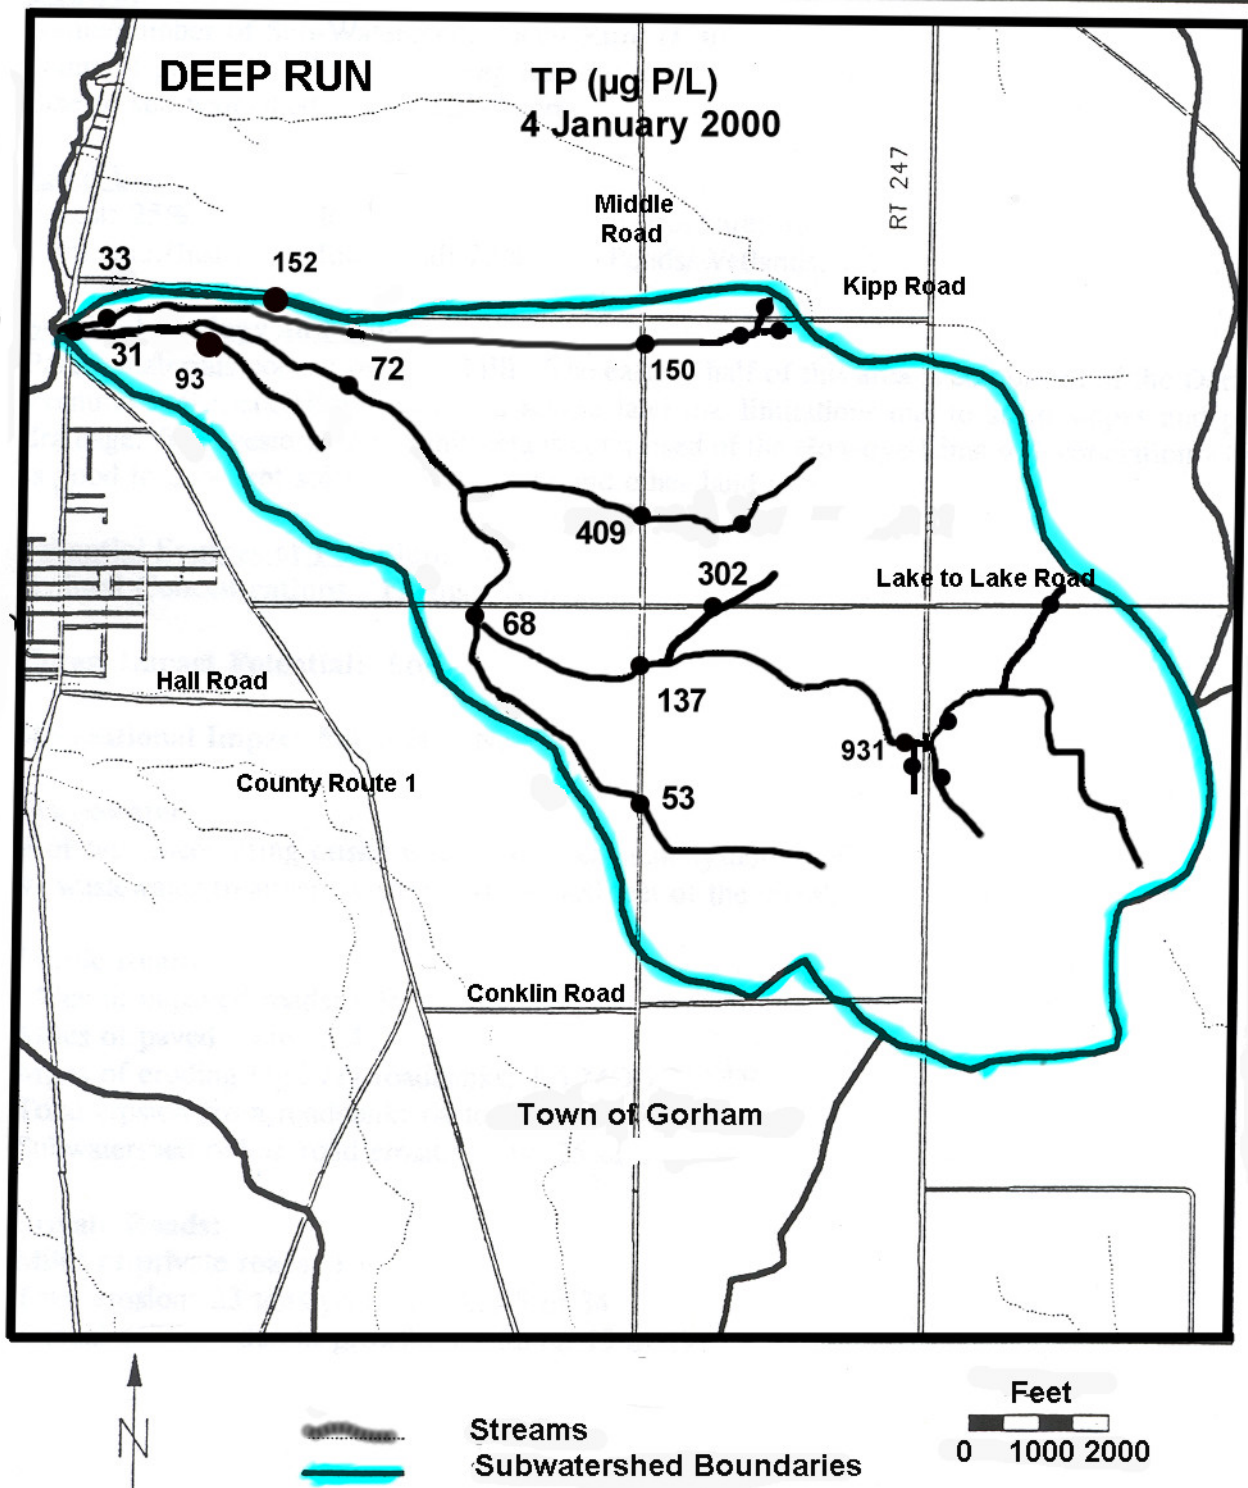 DEEP RUN
TP (µg P/L)
4 January 2000
RT 247
Middle
Road
33
152
Kipp Road
31
93
72
150
409
302
Lake to Lake Road
68
Hall Road
137
931
County Route 1
53
Conklin Road
Town of Gorham
N
Feet
0 1000 2000
Streams
Subwatershed Boundaries